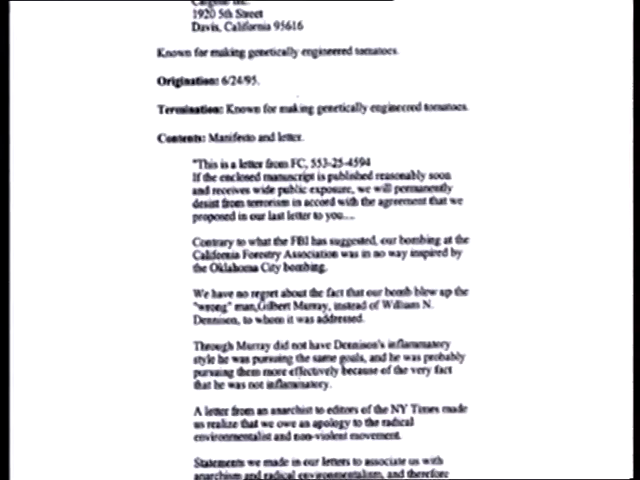 Calgene Inc.
1920 5th Street
Davis, California 95616
Known for making genetically engineered tomatoes.
Origination: 6/24/95.
Termination: Known for making genetically engineered tomatoes.
Contents: Manifesto and letter.
"This is a letter from FC, 553-25-4594
If the enclosed manuscript is published reasonably soon
and receives wide public exposure, we will permanently
desist from terrorism in accord with the agreement that we
proposed in our last letter to you....
Contrary to what the FBI has suggested, our bombing at the
California Forestry Association was in no way inspired by
the Oklahoma City bombing.
We have no regret about the fact that our bomb blew up the
"wrong" man,Gilbert Murray, instead of William N.
Dennison, to whom it was addressed.
Through Murray did not have Dennison's inflammatory
style he was pursuing the same goals, and he was probably
pursuing them more effectively because of the very fact
that he was not inflammatory.
A letter from an anarchist to editors of the NY Times made
us realize that we owe an apology to the radical
environmentalist and non-violent movement.
Statements we made in our letters to associate us with
anarchism and radical environmentalism, and therefore